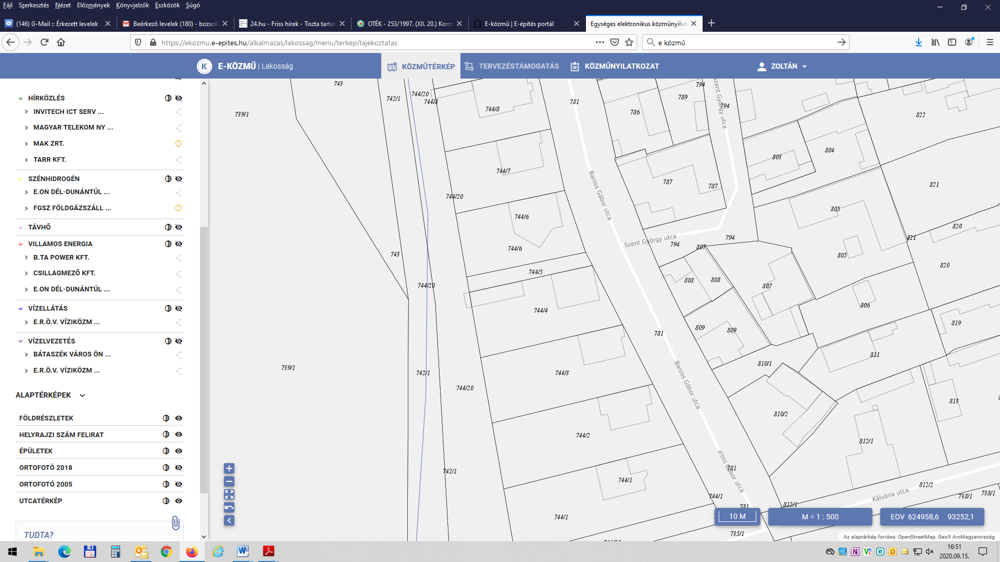 Fájl Szerkesztés Nézet Előzmények Könyvjelzők Eszközök Súgó
(146) G-Mail :: Érkezett levelek
Beérkező levelek (180) - bozsoli
24.hu - Friss hírek - Tiszta tartal
OTÉK - 253/1997. (XII. 20.) Korm
E-közmű | E-építés portál
Egységes elektronikus közműnyilvá
https://ekozmu.e-epites.hu/alkalmazas/lakossag/menu/terkep/tajekoztatas
e közmű
K E-KÖZMŰ | Lakosság
KÖZMŰTÉRKÉP
TERVEZÉSTÁMOGATÁS
KÖZMŰNYILATKOZAT
ZOLTÁN
HÍRKÖZLÉS
INVITECH ICT SERV ...
MAGYAR TELEKOM NY ...
MAK ZRT.
TARR KFT.
SZÉNHIDROGÉN
E.ON DÉL-DUNÁNTÚL ...
FGSZ FÖLDGÁZSZÁLL ...
TÁVHŐ
VILLAMOS ENERGIA
B.TA POWER KFT.
CSILLAGMEZŐ KFT.
E.ON DÉL-DUNÁNTÚL ...
VÍZELLÁTÁS
E.R.Ö.V. VÍZIKÖZM ...
VÍZELVEZETÉS
BÁTASZÉK VÁROS ÖN ...
E.R.Ö.V. VÍZIKÖZM ...
ALAPTÉRKÉPEK
FÖLDRÉSZLETEK
HELYRAJZI SZÁM FELIRAT
ÉPÜLETEK
ORTOFOTÓ 2018
ORTOFOTÓ 2005
UTCATÉRKÉP
TUDTA?
743
739/1
742/1
744/20
744/8
744/8
781
786
789
794
794
Szent György utca
822
803
804
744/7
744/20
787
787
Baross Gábor utca
821
805
744/6
744/6
743
Szent György utca
794
794
807
820
821
805
820
744/5
744/20
808
808
807
806
744/4
781
809
809
819
811
739/1
742/1
744/3
744/20
Baross Gábor utca
810/1
813
810/2
744/2
812/1
742/1
744/1
781
aross Gábor utca
744/1
781
812/2
Kálvária utca
738/1
738/1
812/1
744/1
735/1
10 M
M = 1 : 500
EOV 624958,6 93252,1
Az alaptérkép forrása: OpenStreetMap, GeoX ArcMagyarország
16:51
2020.09.15.